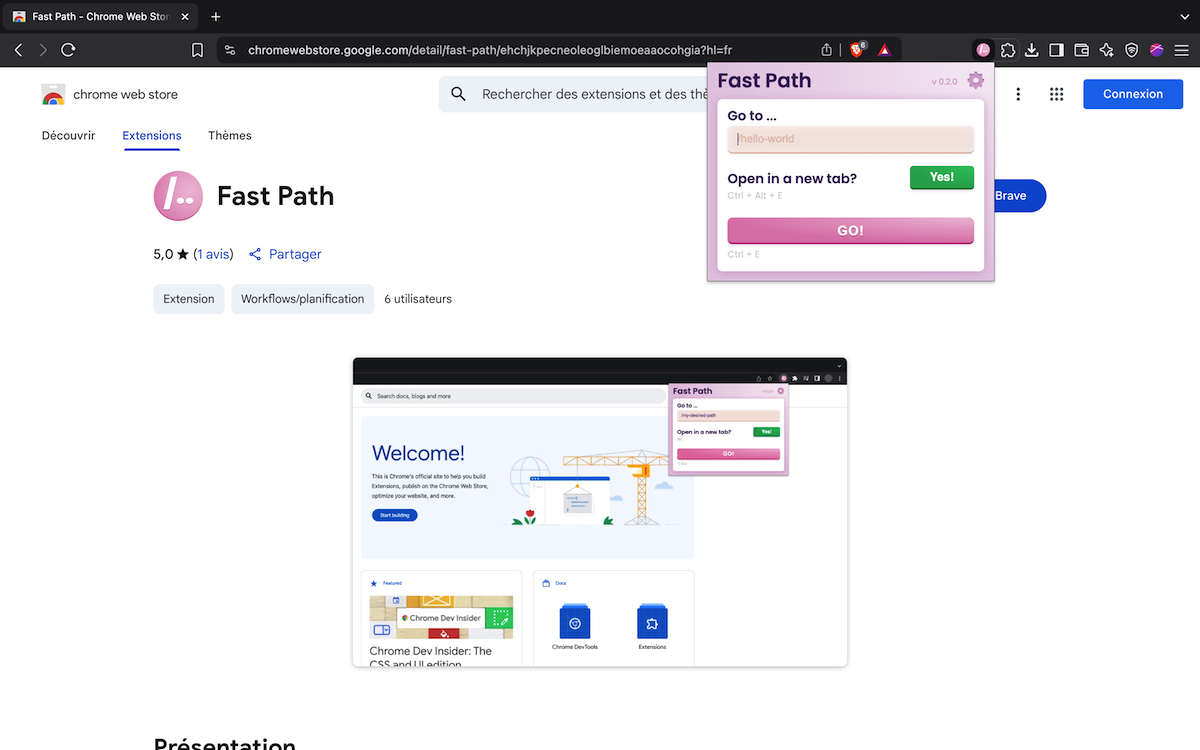 Fast Path - Chrome Web Stor
chromewebstore.google.com/detail/fast-path/ehchjkpecneoleoglbiemoeaaocohgia?hl=fr
6
chrome web store
Rechercher des extensions et des thè
Connexion
Découvrir
Extensions
Thèmes
Fast Path
v 0.2.0
Go to ...
/hello-world
Open in a new tab?
Yes!
Ctrl + Alt + E
GO!
Ctrl + E
Brave
Fast Path
5,0 ★ (1 avis)
Partager
Extension
Workflows/planification
6 utilisateurs
Search docs, blogs and more
Fast Path
Go to ...
/my-desired-path
Open in a new tab?
Yes!
GO!
Welcome!
This is Chrome's official site to help you build
Extensions, publish on the Chrome Web Store,
optimize your website, and more.
Start building
Featured
Chrome Dev Insider
Chrome Dev Insider: The
CSS and UI edition
Docs
Chrome DevTools
Extensions
Présentation